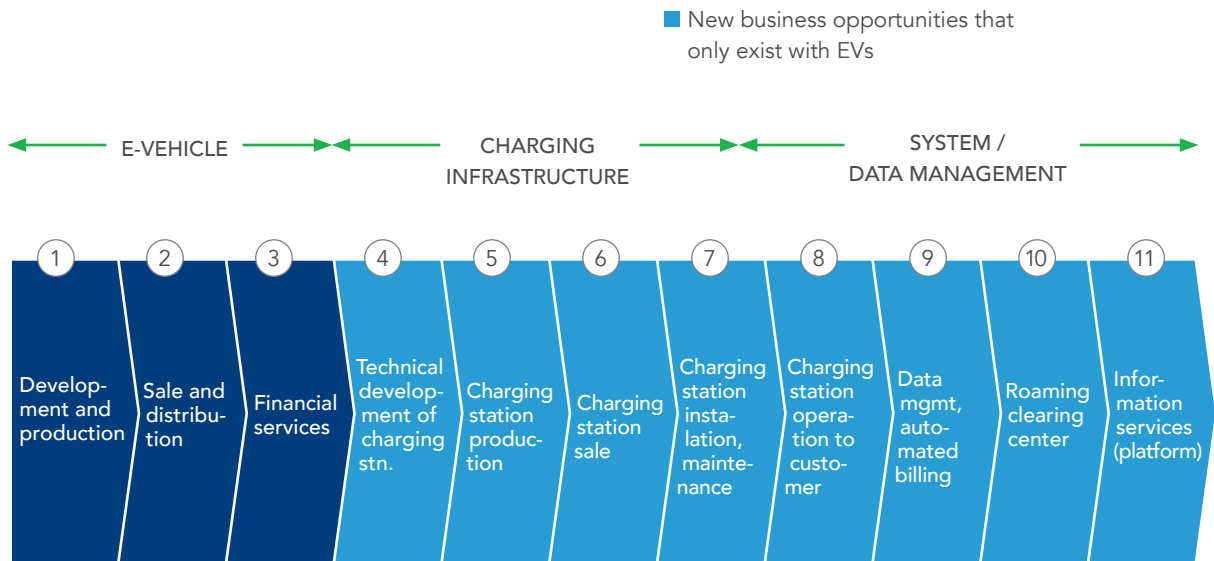 New business opportunities that
only exist with EVs
E-VEHICLE
CHARGING
INFRASTRUCTURE
SYSTEM /
DATA MANAGEMENT
1
Develop-
ment and
production
2
Sale and
distribu-
tion
3
Financial
services
4
Technical
develop-
ment of
charging
stn.
5
Charging
station
produc-
tion
6
Charging
station
sale
7
Charging
station
insta-
lation,
mainte-
nance
8
Charging
station
opera-
tion to
custo-
mer
9
Data
mgmt,
auto-
mated
billing
10
Roaming
clearing
center
11
Infor-
mation
services
(platform)